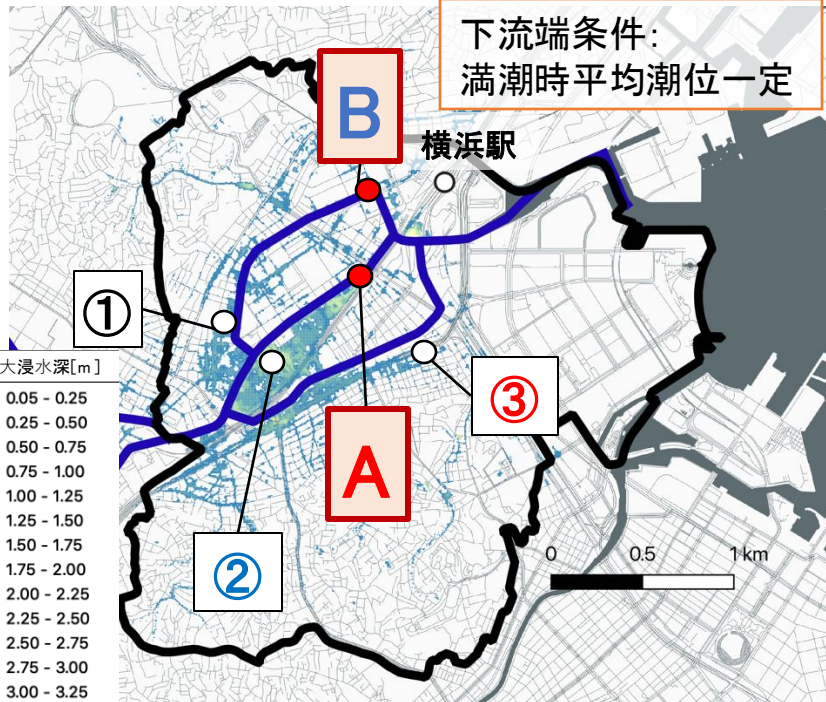 下流端条件:
満潮時平均潮位一定
B
横浜駅
①
大浸水深[m]
0.05 - 0.25
0.25 - 0.50
0.50 - 0.75
0.75 - 1.00
1.00 - 1.25
1.25 - 1.50
1.50 - 1.75
1.75 - 2.00
2.00 - 2.25
2.25 - 2.50
2.50 - 2.75
2.75 - 3.00
3.00 - 3.25
③
A
②
0 0.5 1 km